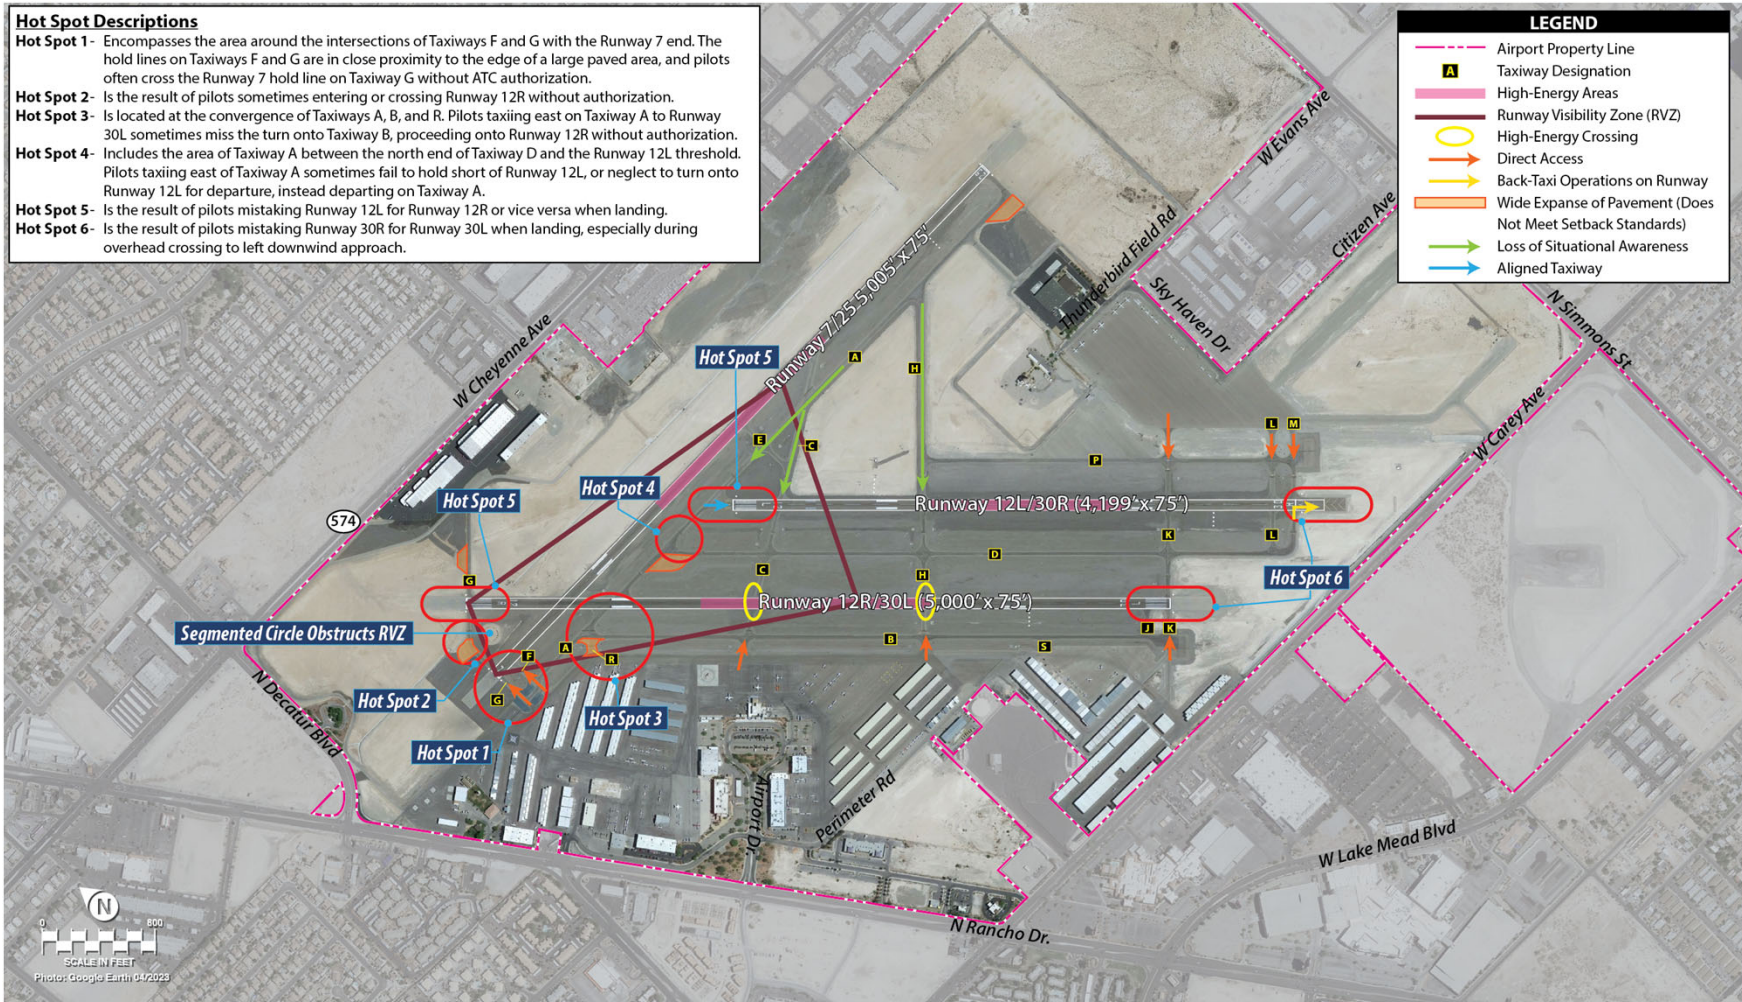 Hot Spot Descriptions
Hot Spot 1- Encompasses the area around the intersections of Taxiways F and G with the Runway 7 end. The
hold lines on Taxiways F and G are in close proximity to the edge of a large paved area, and pilots
often cross the Runway 7 hold line on Taxiway G without ATC authorization.
Hot Spot 2- Is the result of pilots sometimes entering or crossing Runway 12R without authorization.
Hot Spot 3- Is located at the convergence of Taxiways A, B, and R. Pilots taxiing east on Taxiway A to Runway
30L sometimes miss the turn onto Taxiway B, proceeding onto Runway 12R without authorization.
Hot Spot 4- Includes the area of Taxiway A between the north end of Taxiway D and the Runway 12L threshold.
Pilots taxiing east of Taxiway A sometimes fail to hold short of Runway 12L, or neglect to turn onto
Runway 12L for departure, instead departing on Taxiway A.
Hot Spot 5- Is the result of pilots mistaking Runway 12L for Runway 12R or vice versa when landing.
Hot Spot 6- Is the result of pilots mistaking Runway 30R for Runway 30L when landing, especially during
overhead crossing to left downwind approach.
LEGEND
Airport Property Line
A Taxiway Designation
High-Energy Areas
Runway Visibility Zone (RVZ)
High-Energy Crossing
Direct Access
Back-Taxi Operations on Runway
Wide Expanse of Pavement (Does
Not Meet Setback Standards)
Loss of Situational Awareness
Aligned Taxiway
W Evans Ave
Citizen Ave
Thunderbird Field Rd
Sky Haven Dr
N Simmons St
W Carey Ave
W Cheyenne Ave
Runway 7/25 5,005' x 75'
Hot Spot 5
A
H
E
C
L
M
P
Hot Spot 4
Hot Spot 5
574
Runway 12L/30R (4,199' x 75')
K
L
D
C
H
G
Hot Spot 6
Runway 12R/30L (5,000' x 75')
Segmented Circle Obstructs RVZ
J
K
B
S
A
F
R
G
Hot Spot 2
Hot Spot 3
Hot Spot 1
N Decatur Blvd
Airport Dr.
Perimeter Rd
W Lake Mead Blvd
N Rancho Dr.
N
0
800
SCALE IN FEET
Photo: Google Earth 04/2023